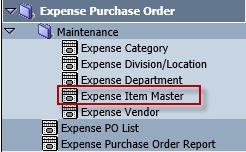 Expense Purchase Order
Maintenance
Expense Category
Expense Division/Location
Expense Department
Expense Item Master
Expense Vendor
Expense PO List
Expense Purchase Order Report